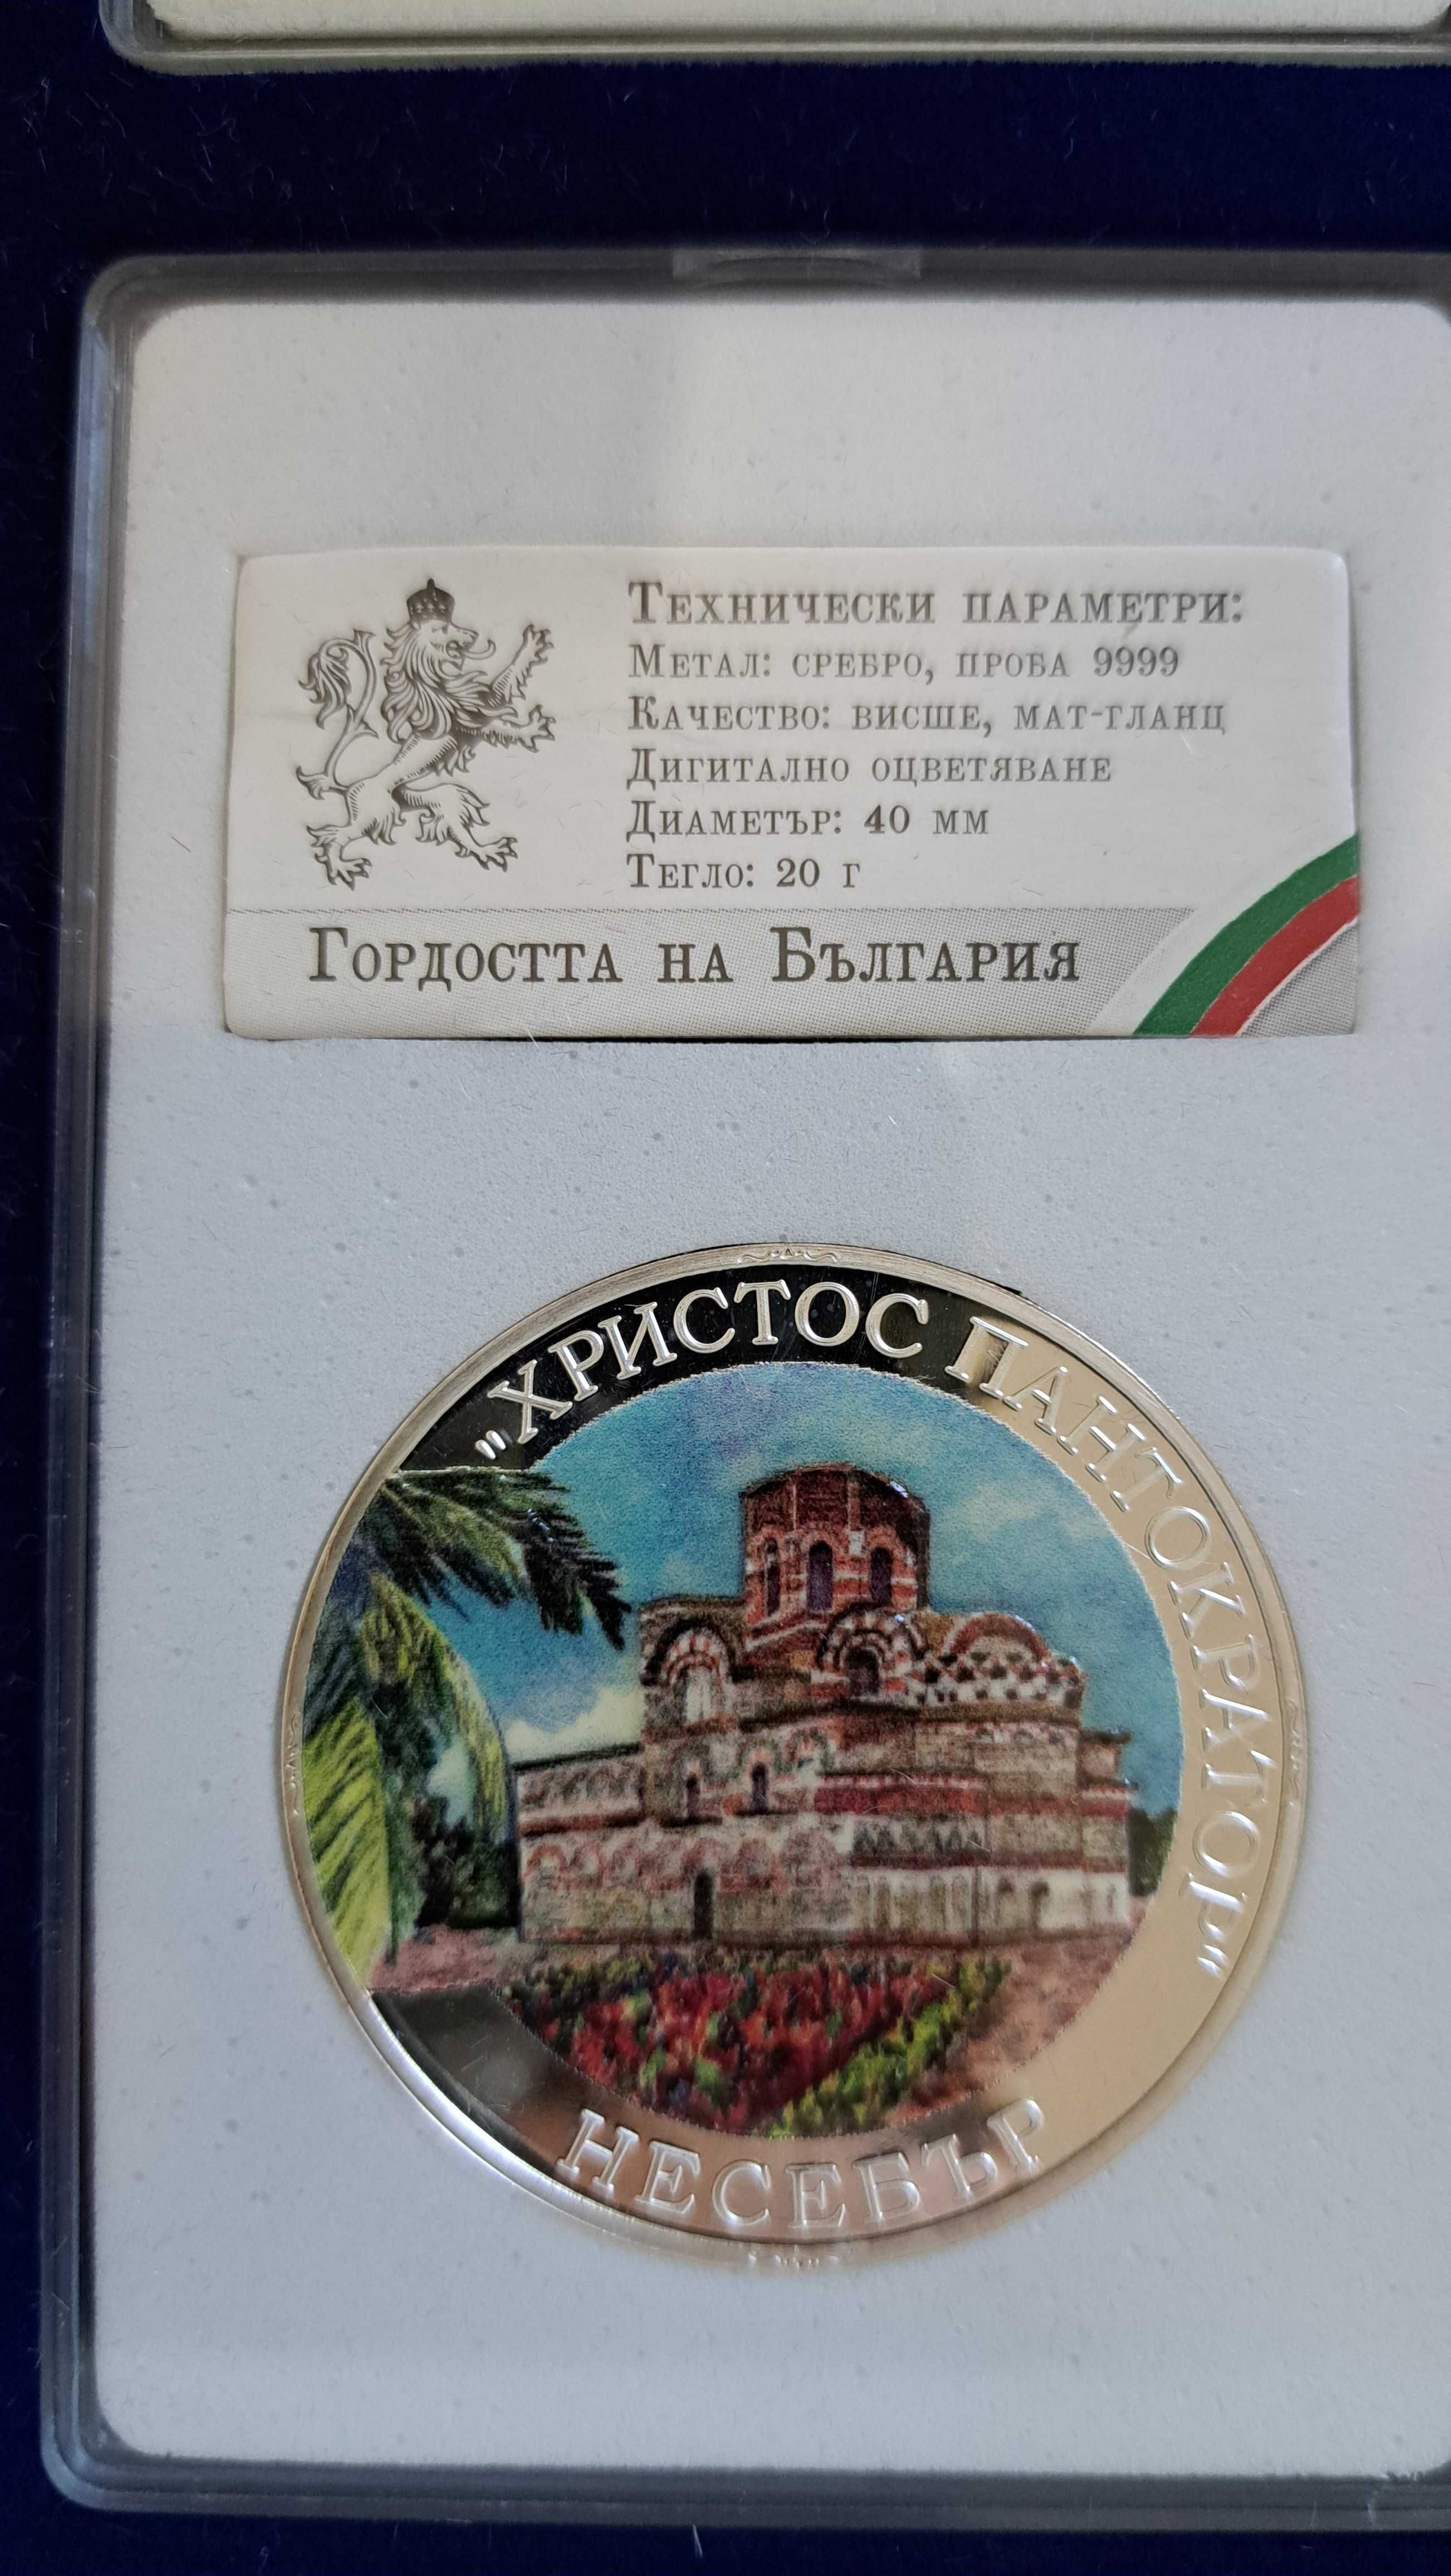 Технически параметри:
Метал: сребро, проба 9999
Качество: висше, мат-гланц
Дигитално оцветяване
Диаметър: 40 мм
Тегло: 20 г
Гордостта на България
"ХРИСТОС ПАНТОКРАТОР"
НЕСЕБЪР